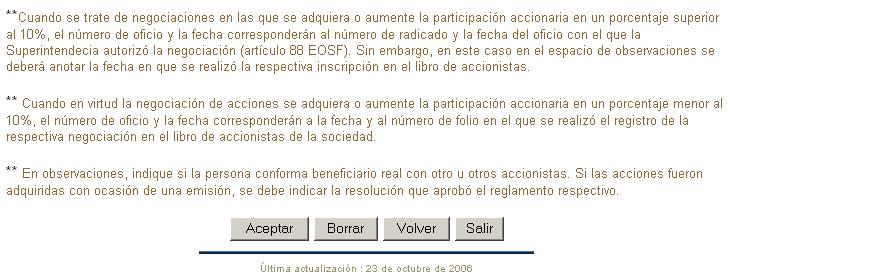 **Cuando se trate de negociaciones en las que se adquiera o aumente la participación accionaria en un porcentaje superior
al 10%, el número de oficio y la fecha corresponderán al número de radicado y la fecha del oficio con el que la
Superintendecia autorizó la negociación (artículo 88 EOSF). Sin embargo, en este caso en el espacio de observaciones se
deberá anotar la fecha en que se realizó la respectiva inscripción en el libro de accionistas.
** Cuando en virtud la negociación de acciones se adquiera o aumente la participación accionaria en un porcentaje menor al
10%, el número de oficio y la fecha corresponderán a la fecha y al número de folio en el que se realizó el registro de la
respectiva negociación en el libro de accionistas de la sociedad.
** En observaciones, indique si la persona conforma beneficiario real con otro u otros accionistas. Si las acciones fueron
adquiridas con ocasión de una emisión, se debe indicar la resolución que aprobó el reglamento respectivo.
Aceptar Borrar Volver Salir
Última actualización : 23 de octubre de 2006